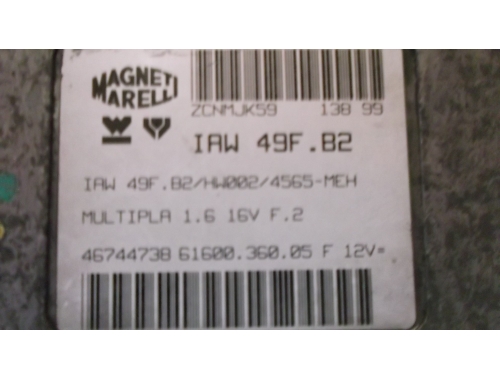 MAGNETI
MARELLI
ZCNMJK59 138 99
IAW 49F.B2
IAW 49F.B2/HW002/4565-MEH
MULTIPLA 1.6 16V F.2
46744738 61600.360.05 F 12V=